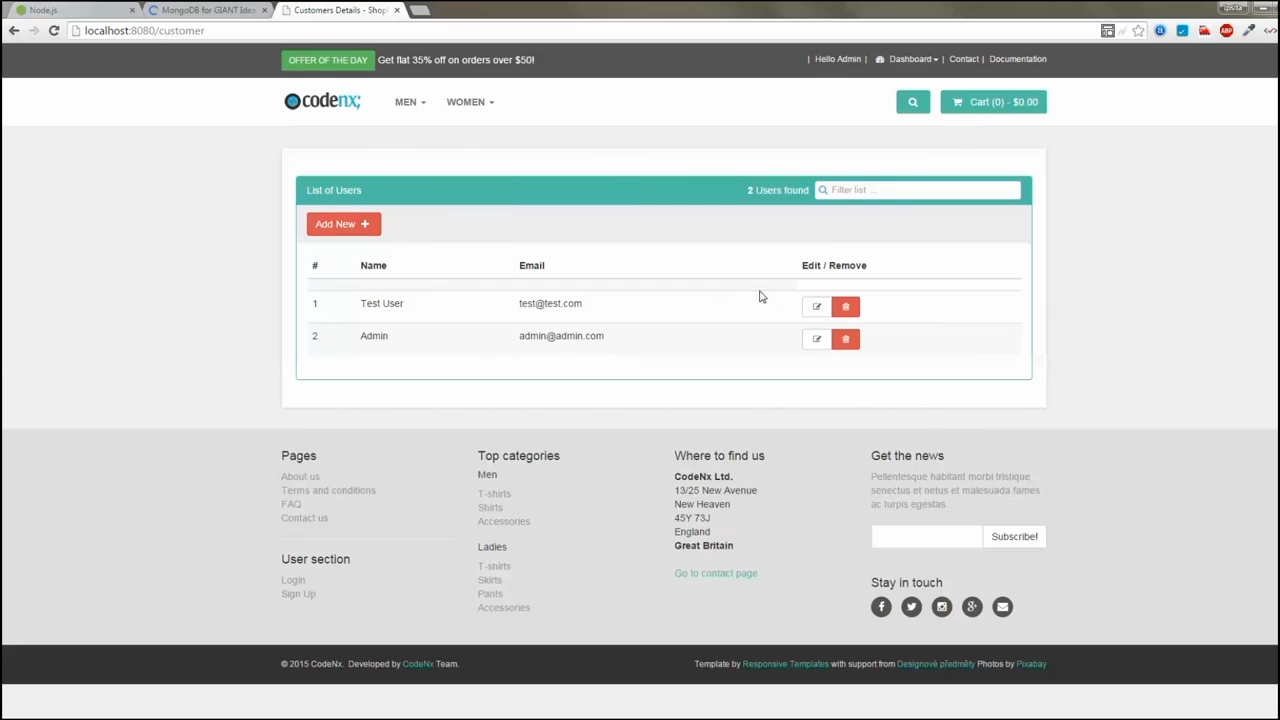 Node.js
MongoDB for GIANT Idea
Customers Details - Shopi
Ipsita
localhost:8080/customer
ABP
OFFER OF THE DAY Get flat 35% off on orders over $50!
| Hello Admin | Dashboard | Contact | Documentation
codenx;
MEN WOMEN
Cart (0) - $0.00
List of Users
2 Users found
Filter list ...
Add New +
# Name Email Edit / Remove
1 Test User test@test.com
2 Admin admin@admin.com
Pages
About us
Terms and conditions
FAQ
Contact us
User section
Login
Sign Up
Top categories
Men
T-shirts
Shirts
Accessories
Ladies
T-shirts
Skirts
Pants
Accessories
Where to find us
CodeNx Ltd.
13/25 New Avenue
New Heaven
45Y 73J
England
Great Britain
Go to contact page
Get the news
Pellentesque habitant morbi tristique
senectus et netus et malesuada fames
ac turpis egestas.
Subscribe!
Stay in touch
© 2015 CodeNx. Developed by CodeNx Team.
Template by Responsive Templates with support from Designové předměty Photos by Pixabay